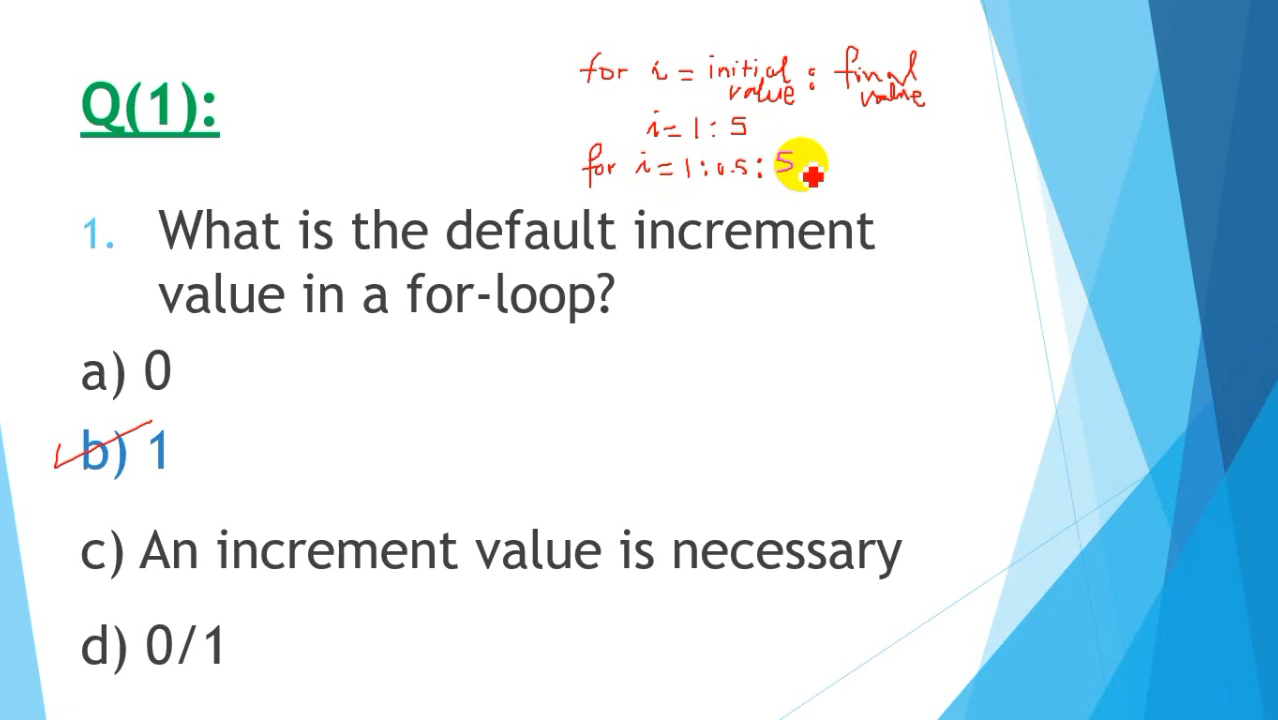 for i = initial value : final value
i = 1 : 5
for i = 1 : 0.5 : 5
Q(1):
1. What is the default increment
value in a for-loop?
a) 0
b) 1
c) An increment value is necessary
d) 0/1